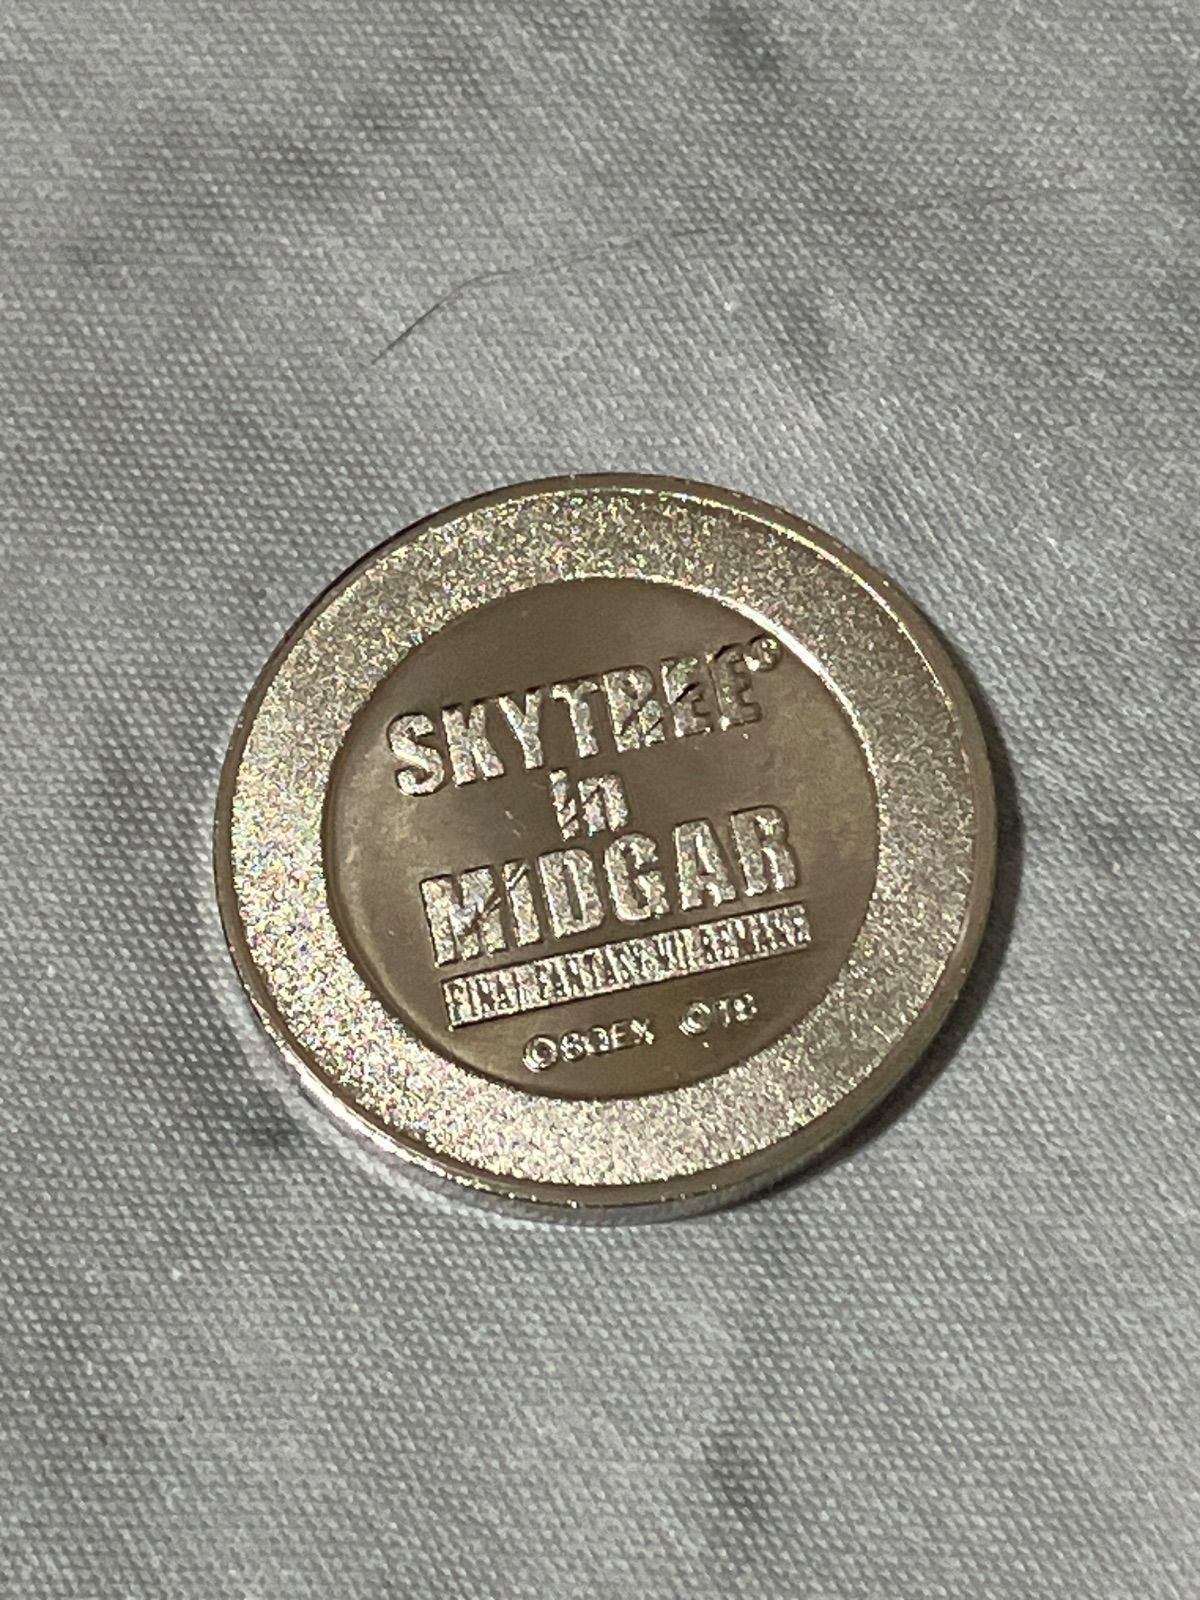 SKYTREE®
in
MIDGAR
FINAL FANTASY VII REMAKE
©SQEX ©TS